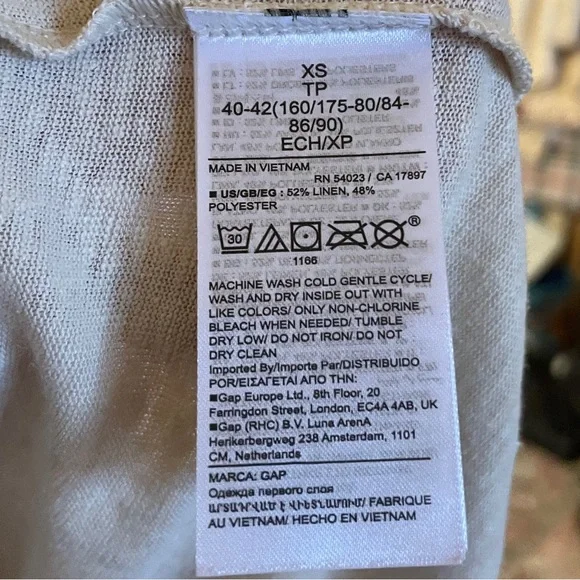 XS
TP
40-42(160/175-80/84-
86/90)
ECH/XP
MADE IN VIETNAM
RN 54023 / CA 17897
■ US/GB/EG : 52% LINEN, 48%
POLYESTER
30
®
1166
MACHINE WASH COLD GENTLE CYCLE/
WASH AND DRY INSIDE OUT WITH
LIKE COLORS/ ONLY NON-CHLORINE
BLEACH WHEN NEEDED/ TUMBLE
DRY LOW/ DO NOT IRON/ DO NOT
DRY CLEAN
Imported By/Importe Par/DISTRIBUIDO
POR/ΕΙΣΑΓΕΤΑΙ ΑΠΟ ΤΗΝ:
■Gap Europe Ltd., 8th Floor, 20
Farringdon Street, London, EC4A 4AB, UK
■Gap (RHC) B.V. Luna ArenA
Herikerbergweg 238 Amsterdam, 1101
CM, Netherlands
MARCA: GAP
Одежда первого слоя
ԱՐՏԱԴՐՎԱԾ Է ՎԻԵՏՆԱՄՈՒՄ/ FABRIQUE
AU VIETNAM/ HECHO EN VIETNAM